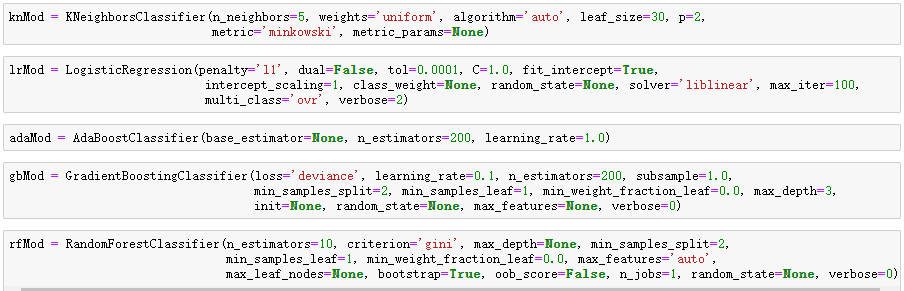 knMod = KNeighborsClassifier(n_neighbors=5, weights='uniform', algorithm='auto', leaf_size=30, p=2,
metric='minkowski', metric_params=None)
lrMod = LogisticRegression(penalty='l1', dual=False, tol=0.0001, C=1.0, fit_intercept=True,
intercept_scaling=1, class_weight=None, random_state=None, solver='liblinear', max_iter=100,
multi_class='ovr', verbose=2)
adaMod = AdaBoostClassifier(base_estimator=None, n_estimators=200, learning_rate=1.0)
gbMod = GradientBoostingClassifier(loss='deviance', learning_rate=0.1, n_estimators=200, subsample=1.0,
min_samples_split=2, min_samples_leaf=1, min_weight_fraction_leaf=0.0, max_depth=3,
init=None, random_state=None, max_features=None, verbose=0)
rfMod = RandomForestClassifier(n_estimators=10, criterion='gini', max_depth=None, min_samples_split=2,
min_samples_leaf=1, min_weight_fraction_leaf=0.0, max_features='auto',
max_leaf_nodes=None, bootstrap=True, oob_score=False, n_jobs=1, random_state=None, verbose=0)